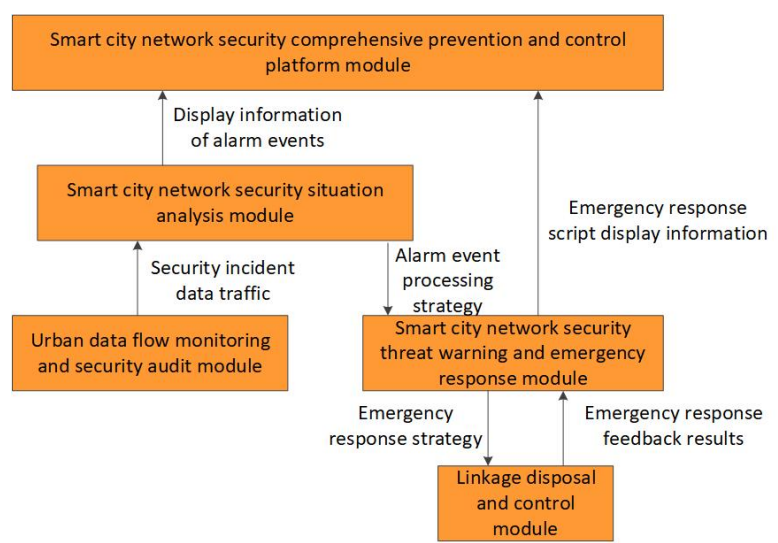 Smart city network security comprehensive prevention and control
platform module
Display information
of alarm events
Smart city network security situation
analysis module
Emergency response
script display information
Security incident
data traffic
Alarm event
processing
strategy
Urban data flow monitoring
and security audit module
Smart city network security
threat warning and emergency
response module
Emergency
response strategy
Emergency response
feedback results
Linkage disposal
and control
module